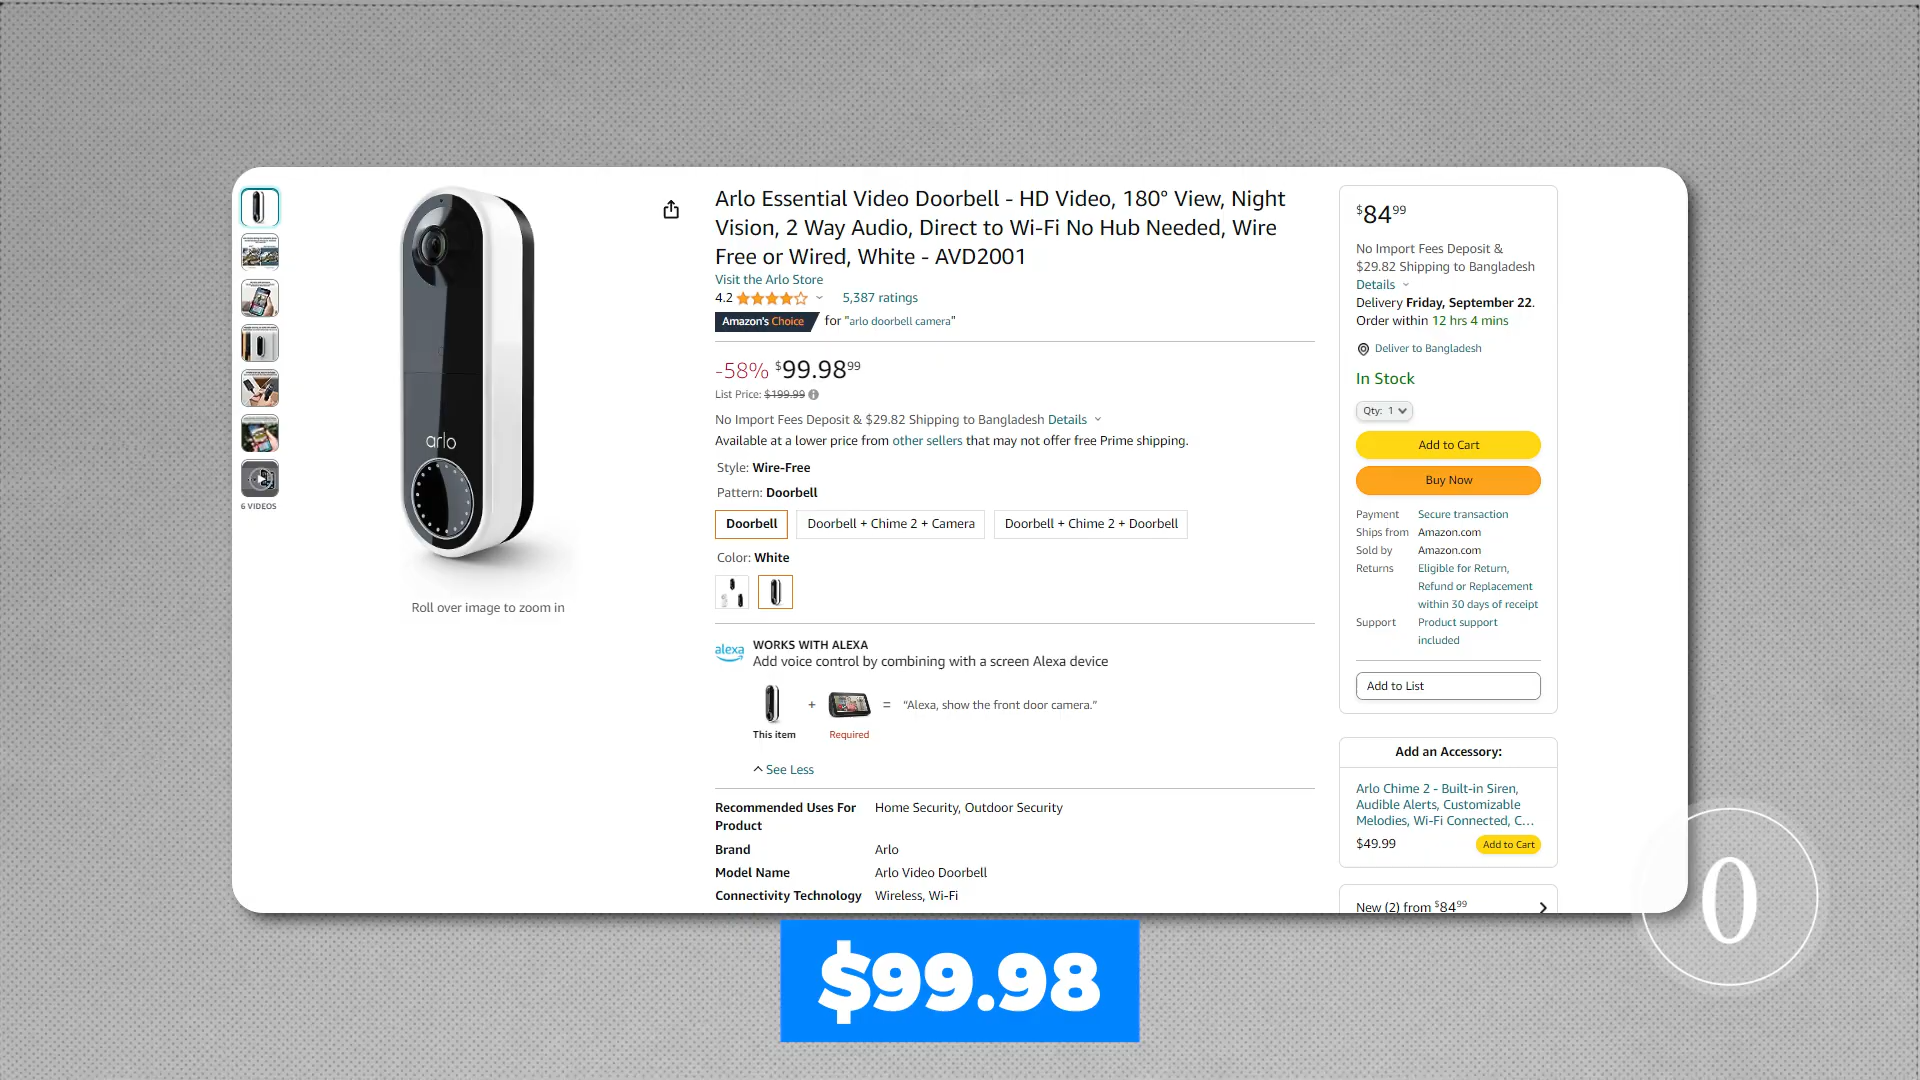 Arlo Essential Video Doorbell - HD Video, 180° View, Night
Vision, 2 Way Audio, Direct to Wi-Fi No Hub Needed, Wire
Free or Wired, White - AVD2001
Visit the Arlo Store
4.2
5,387 ratings
Amazon's Choice for "arlo doorbell camera"
-58% $99.9899
List Price: $199.99
No Import Fees Deposit & $29.82 Shipping to Bangladesh Details
Available at a lower price from other sellers that may not offer free Prime shipping.
Style: Wire-Free
Pattern: Doorbell
Doorbell
Doorbell + Chime 2 + Camera
Doorbell + Chime 2 + Doorbell
Color: White
arlo
Roll over image to zoom in
6 VIDEOS
alexa
WORKS WITH ALEXA
Add voice control by combining with a screen Alexa device
+
=
“Alexa, show the front door camera.”
This item
Required
See Less
Recommended Uses For
Product
Home Security, Outdoor Security
Brand
Arlo
Model Name
Arlo Video Doorbell
Connectivity Technology
Wireless, Wi-Fi
$8499
No Import Fees Deposit &
$29.82 Shipping to Bangladesh
Details
Delivery Friday, September 22.
Order within 12 hrs 4 mins
Deliver to Bangladesh
In Stock
Qty: 1
Add to Cart
Buy Now
Payment Secure transaction
Ships from Amazon.com
Sold by Amazon.com
Returns Eligible for Return,
Refund or Replacement
within 30 days of receipt
Support Product support
included
Add to List
Add an Accessory:
Arlo Chime 2 - Built-in Siren,
Audible Alerts, Customizable
Melodies, Wi-Fi Connected, C…
$49.99
Add to Cart
New (2) from $8499
0
$99.98